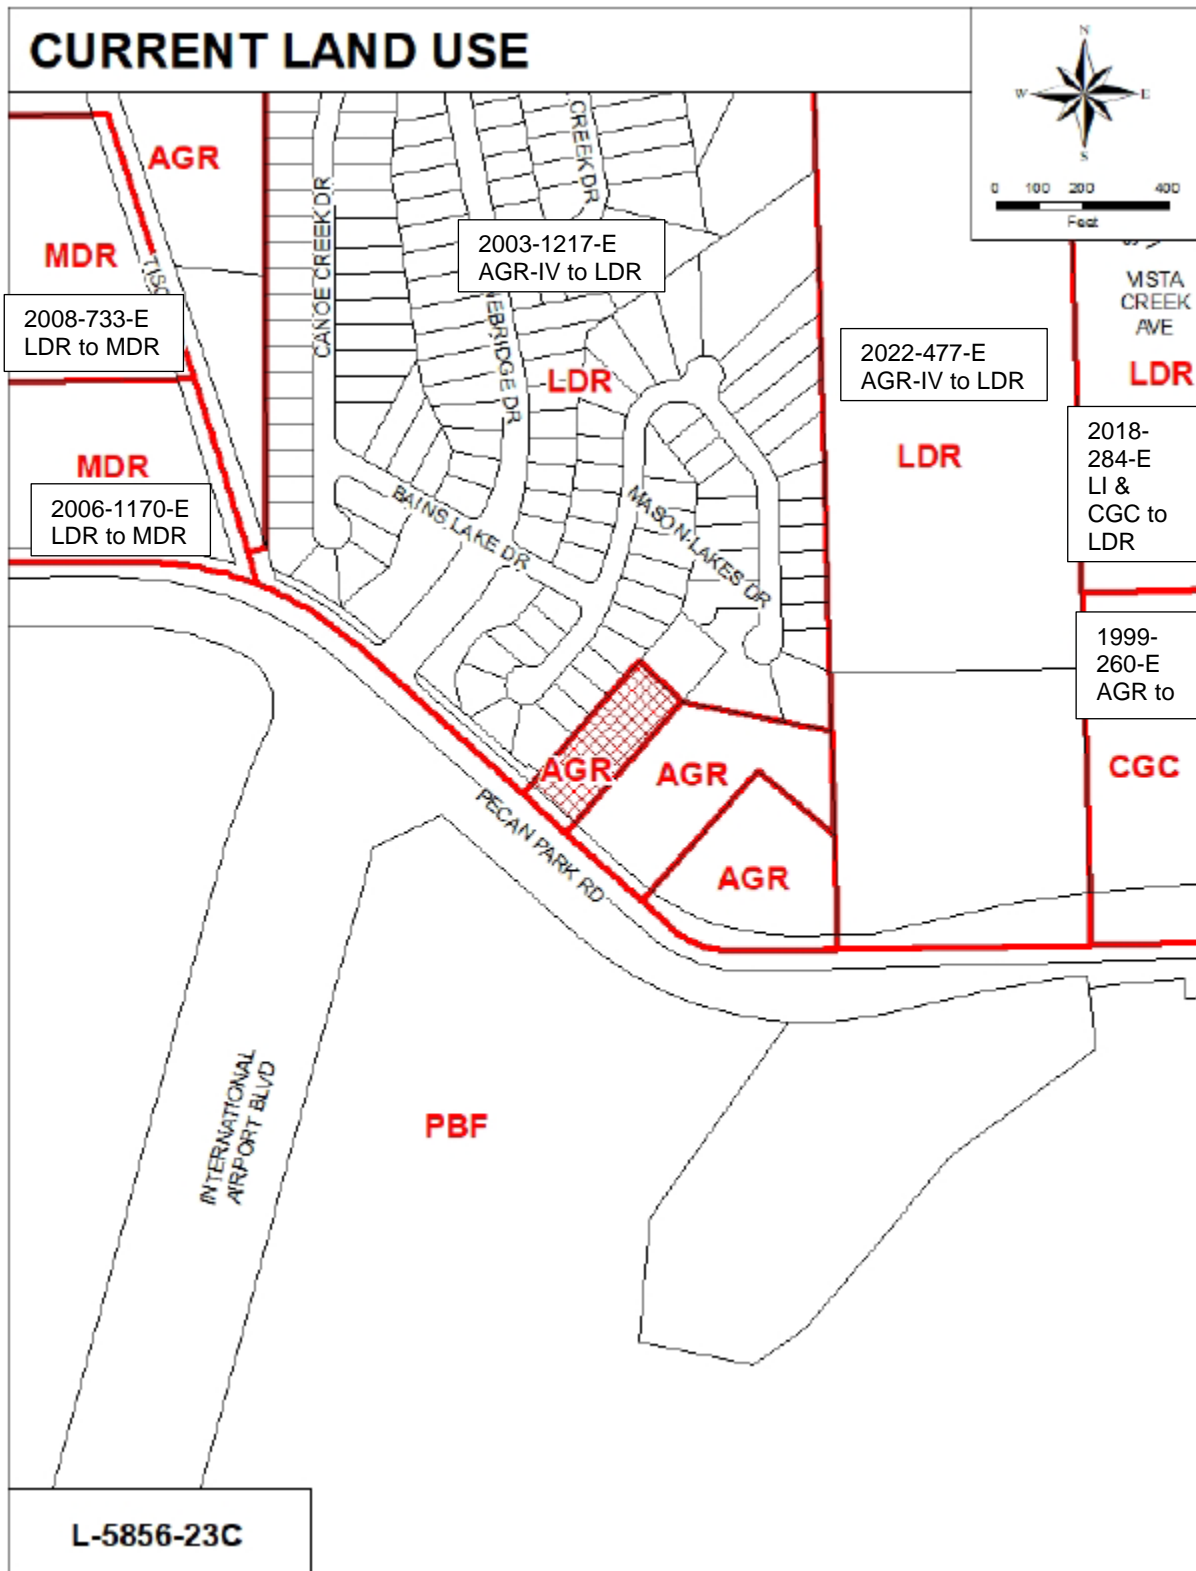 CURRENT LAND USE
N
W E
S
0 100 200 400
Feet
AGR
MDR
CANOE CREEK DR
CREEK DR
2003-1217-E
AGR-IV to LDR
VISTA
CREEK
AVE
LDR
2008-733-E
LDR to MDR
EBRIDGE DR
LDR
2022-477-E
AGR-IV to LDR
LDR
2018-
284-E
LI &
CGC to
LDR
MDR
2006-1170-E
LDR to MDR
BAINS LAKE DR
MASON LAKES DR
1999-
260-E
AGR to
AGR
AGR
CGC
PECAN PARK RD
AGR
INTERNATIONAL
AIRPORT BLVD
PBF
L-5856-23C